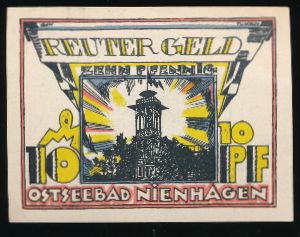 REUTER GELD
ZEHN PFENNIG
10 10
PF
OSTSEEBAD NIENHAGEN